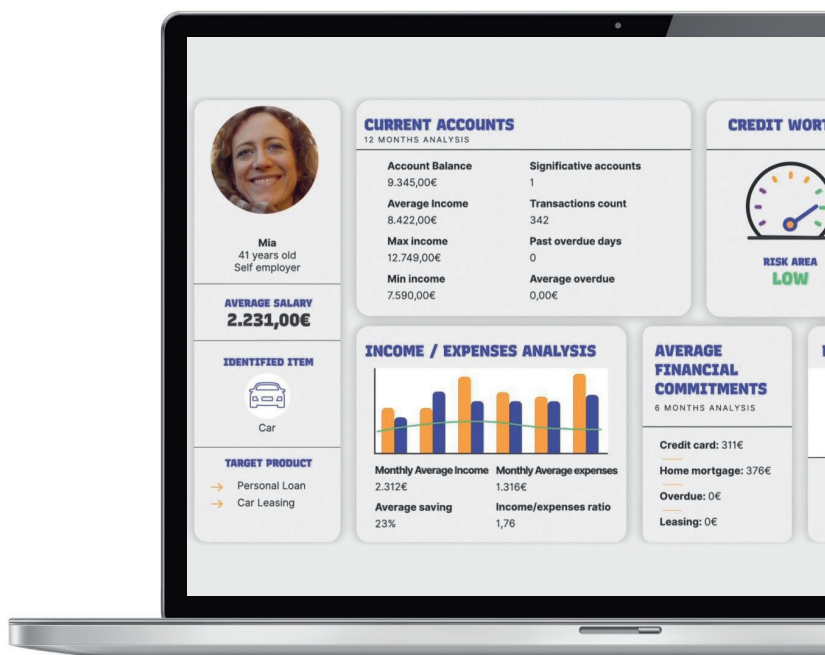 Mia
41 years old
Self employer
AVERAGE SALARY
2.231,00€
IDENTIFIED ITEM
Car
TARGET PRODUCT
Personal Loan
Car Leasing
CURRENT ACCOUNTS
12 MONTHS ANALYSIS
Account Balance
9.345,00€
Average Income
8.422,00€
Max income
12.749,00€
Min income
7.590,00€
Significative accounts
1
Transactions count
342
Past overdue days
0
Average overdue
0,00€
CREDIT WORT
RISK AREA
LOW
INCOME / EXPENSES ANALYSIS
Monthly Average Income
2.312€
Monthly Average expenses
1.316€
Average saving
23%
Income/expenses ratio
1,76
AVERAGE
FINANCIAL
COMMITMENTS
6 MONTHS ANALYSIS
Credit card: 311€
Home mortgage: 376€
Overdue: 0€
Leasing: 0€